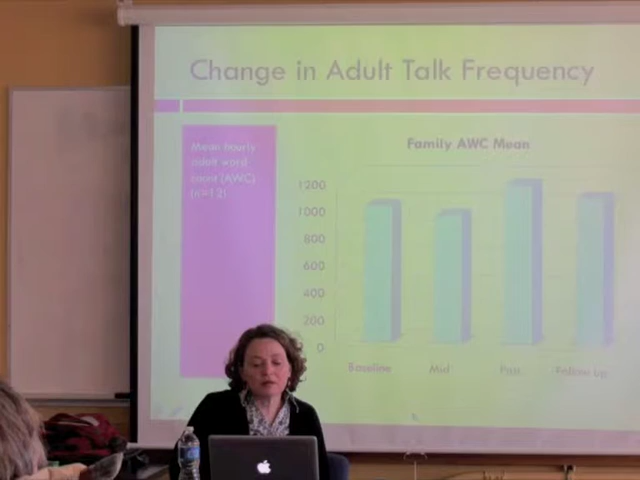 Change in Adult Talk Frequency
Mean hourly
adult word
count (AWC)
(n=12)
Family AWC Mean
1200
1000
800
600
400
200
0
Baseline Mid Post Follow up